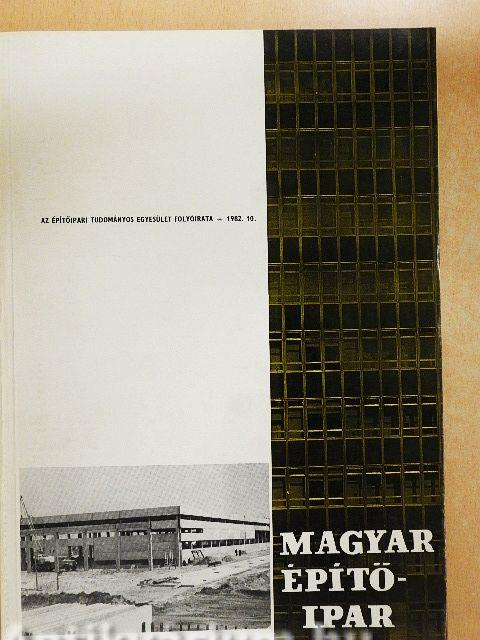 AZ ÉPÍTŐIPARI TUDOMÁNYOS EGYESÜLET FOLYÓIRATA – 1982. 10.
MAGYAR
ÉPÍTŐ-
IPAR